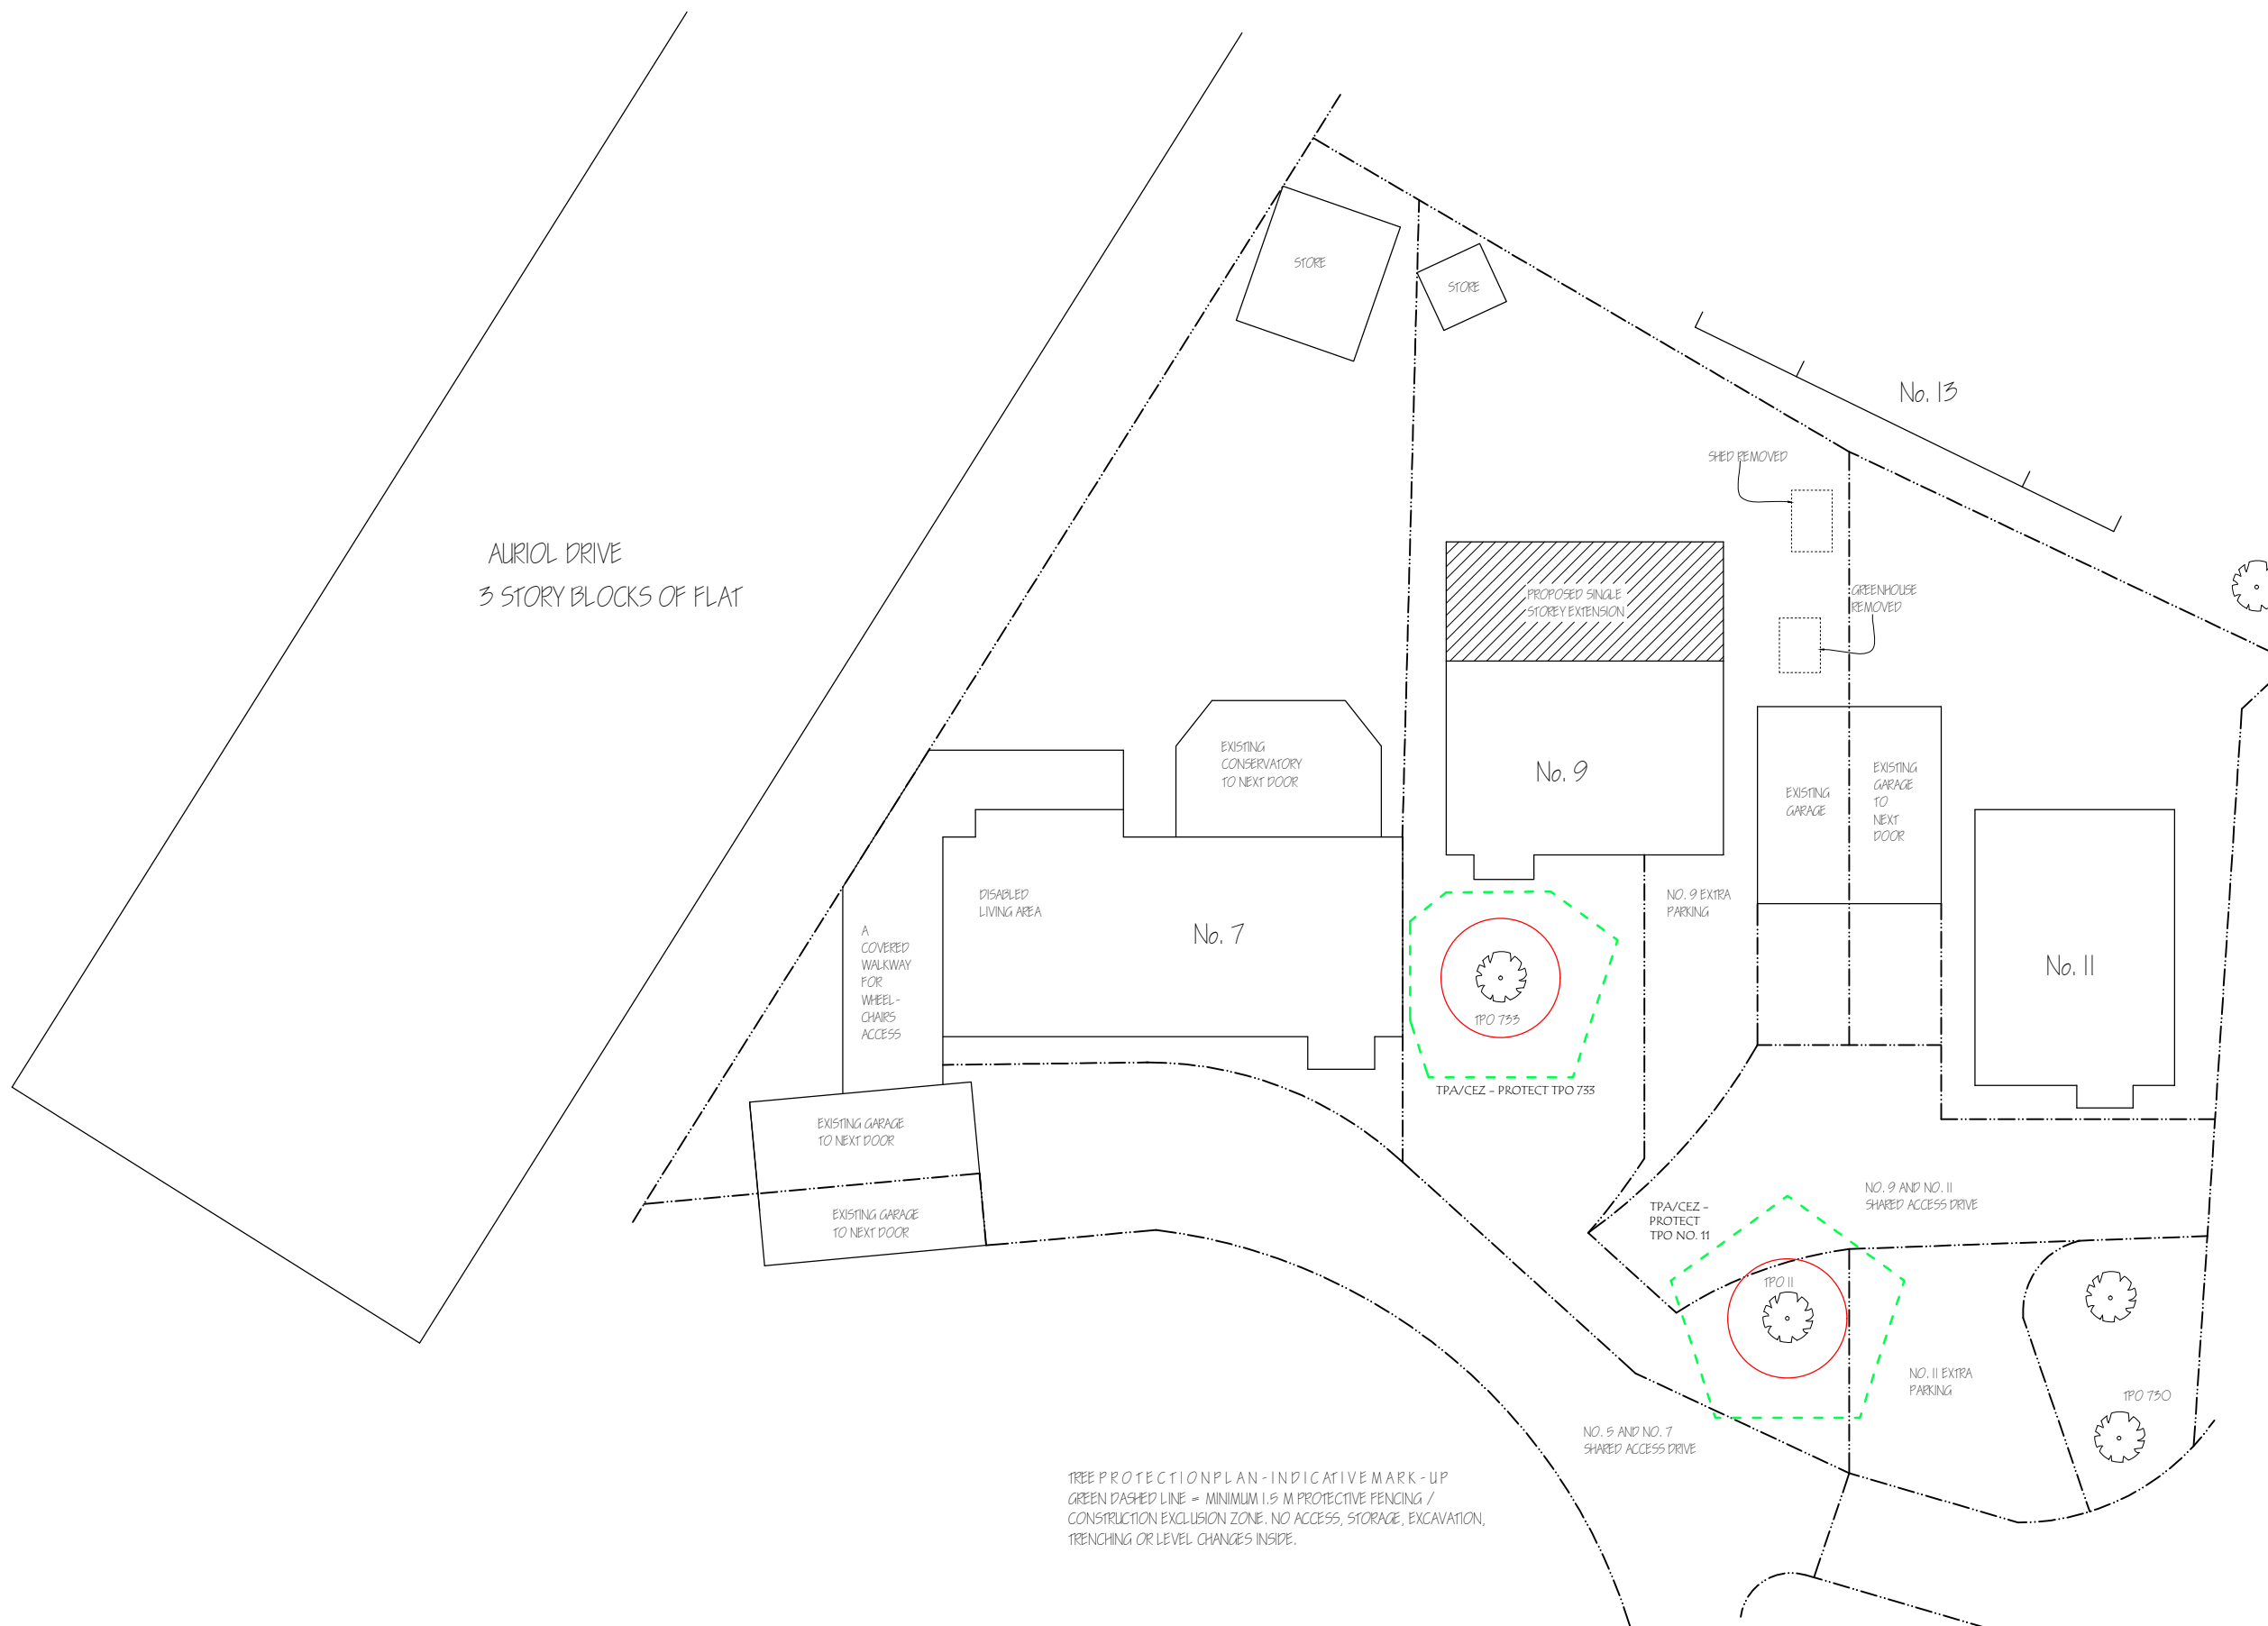 STORE
STORE
No. 13
SHED REMOVED
AURIOL DRIVE
3 STORY BLOCKS OF FLAT
PROPOSED SINGLE
STOREY EXTENSION
GREENHOUSE
REMOVED
EXISTING
CONSERVATORY
TO NEXT DOOR
No. 9
EXISTING
GARAGE
EXISTING
GARAGE
TO
NEXT
DOOR
DISABLED
LIVING AREA
No. 7
NO. 9 EXTRA
PARKING
No. 11
A
COVERED
WALKWAY
FOR
WHEEL-
CHAIRS
ACCESS
TPO 733
TPA/CEZ - PROTECT TPO 733
EXISTING GARAGE
TO NEXT DOOR
EXISTING GARAGE
TO NEXT DOOR
NO. 9 AND NO. 11
SHARED ACCESS DRIVE
TPA/CEZ -
PROTECT
TPO NO. 11
TPO 11
NO. 11 EXTRA
PARKING
TPO 730
NO. 5 AND NO. 7
SHARED ACCESS DRIVE
TREE PROTECTION PLAN - INDICATIVE MARK-UP
GREEN DASHED LINE = MINIMUM 1.5 M PROTECTIVE FENCING /
CONSTRUCTION EXCLUSION ZONE. NO ACCESS, STORAGE, EXCAVATION,
TRENCHING OR LEVEL CHANGES INSIDE.